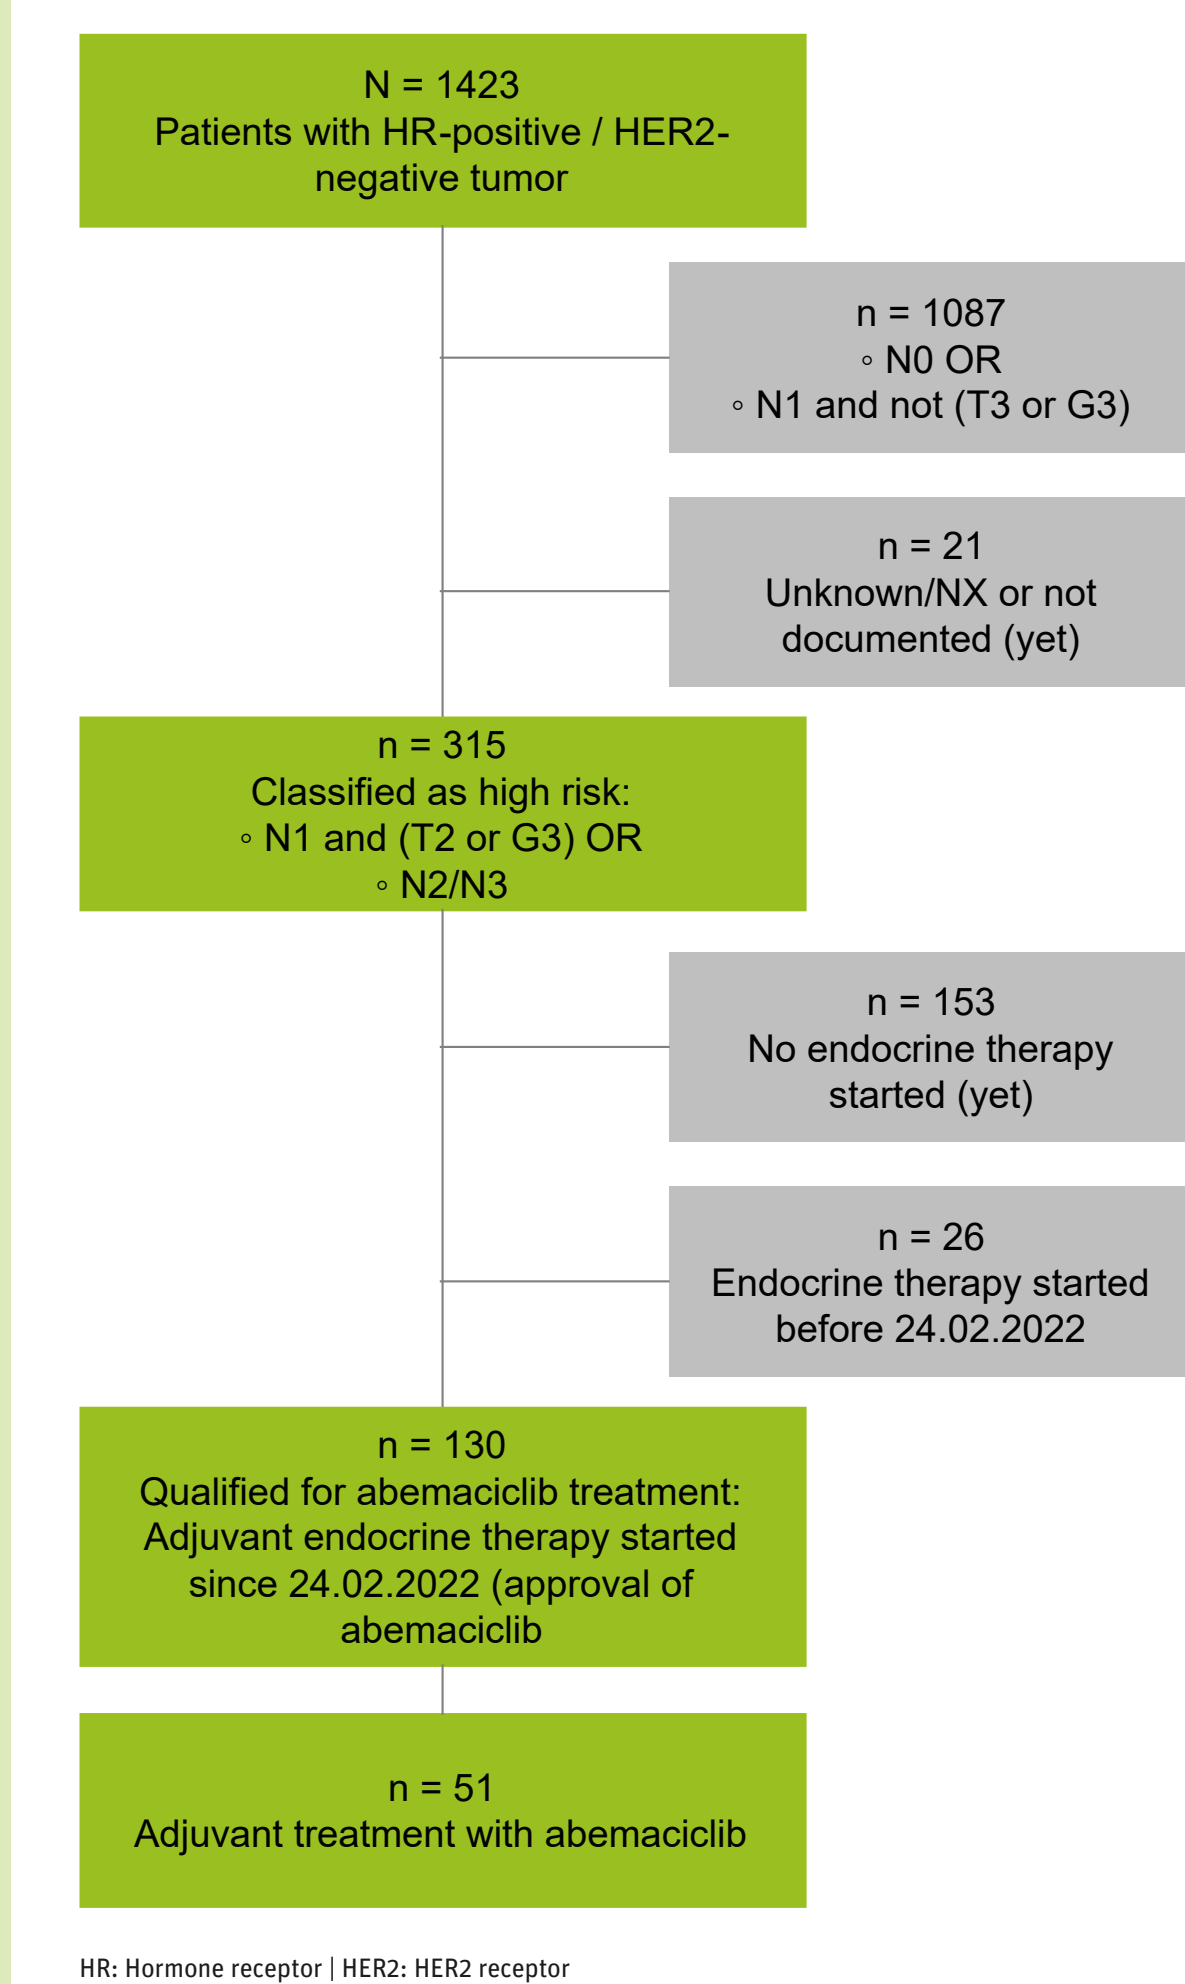 N = 1423
Patients with HR-positive / HER2-
negative tumor
n = 1087
◦ N0 OR
◦ N1 and not (T3 or G3)
n = 21
Unknown/NX or not
documented (yet)
n = 315
Classified as high risk:
◦ N1 and (T2 or G3) OR
◦ N2/N3
n = 153
No endocrine therapy
started (yet)
n = 26
Endocrine therapy started
before 24.02.2022
n = 130
Qualified for abemaciclib treatment:
Adjuvant endocrine therapy started
since 24.02.2022 (approval of
abemaciclib
n = 51
Adjuvant treatment with abemaciclib
HR: Hormone receptor | HER2: HER2 receptor